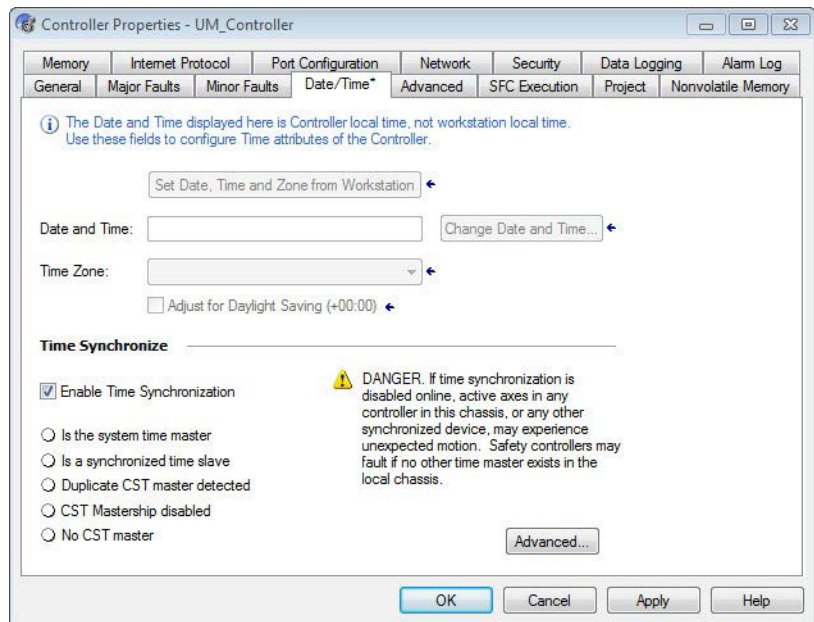 Controller Properties - UM_Controller
Memory Internet Protocol Port Configuration Network Security Data Logging Alarm Log
General Major Faults Minor Faults Date/Time* Advanced SFC Execution Project Nonvolatile Memory
The Date and Time displayed here is Controller local time, not workstation local time.
Use these fields to configure Time attributes of the Controller.
Set Date, Time and Zone from Workstation
Date and Time: Change Date and Time...
Time Zone:
Adjust for Daylight Saving (+00:00)
Time Synchronize
Enable Time Synchronization
Is the system time master
Is a synchronized time slave
Duplicate CST master detected
CST Mastership disabled
No CST master
DANGER. If time synchronization is
disabled online, active axes in any
controller in this chassis, or any other
synchronized device, may experience
unexpected motion. Safety controllers may
fault if no other time master exists in the
local chassis.
Advanced...
OK Cancel Apply Help